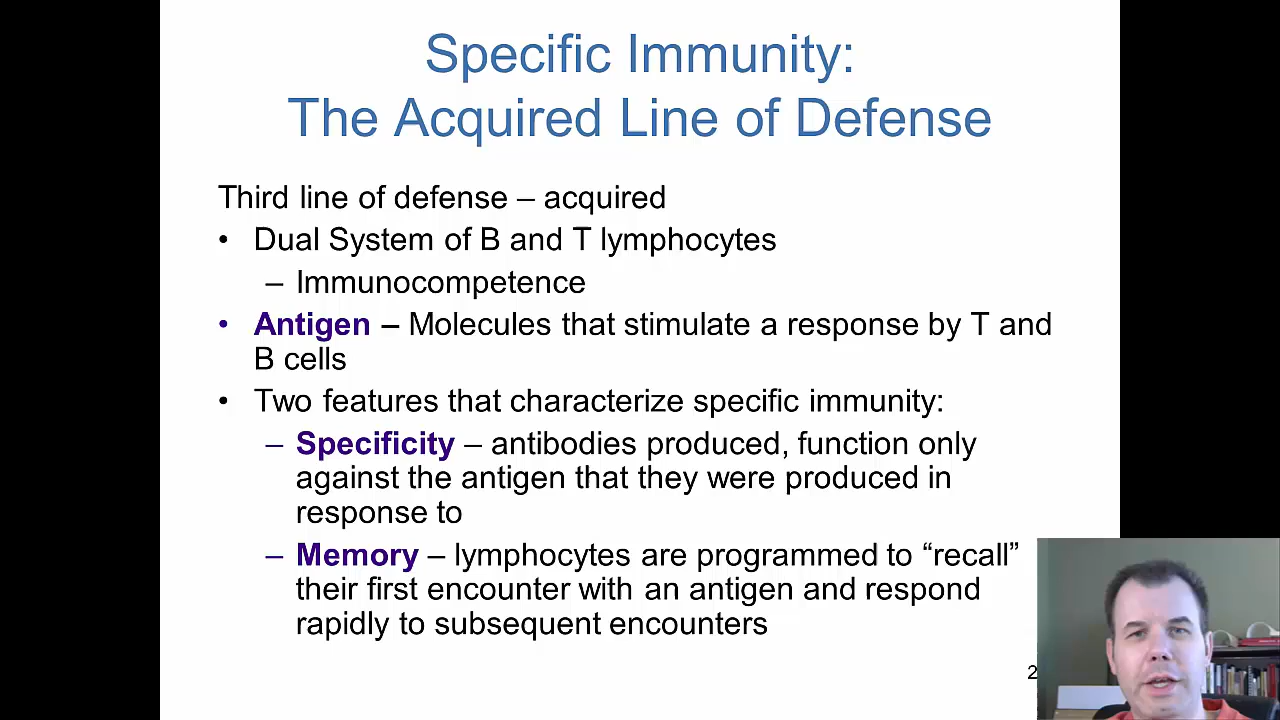 Specific Immunity:
The Acquired Line of Defense
Third line of defense – acquired
• Dual System of B and T lymphocytes
– Immunocompetence
• Antigen – Molecules that stimulate a response by T and
B cells
• Two features that characterize specific immunity:
– Specificity – antibodies produced, function only
against the antigen that they were produced in
response to
– Memory – lymphocytes are programmed to “recall”
their first encounter with an antigen and respond
rapidly to subsequent encounters
2